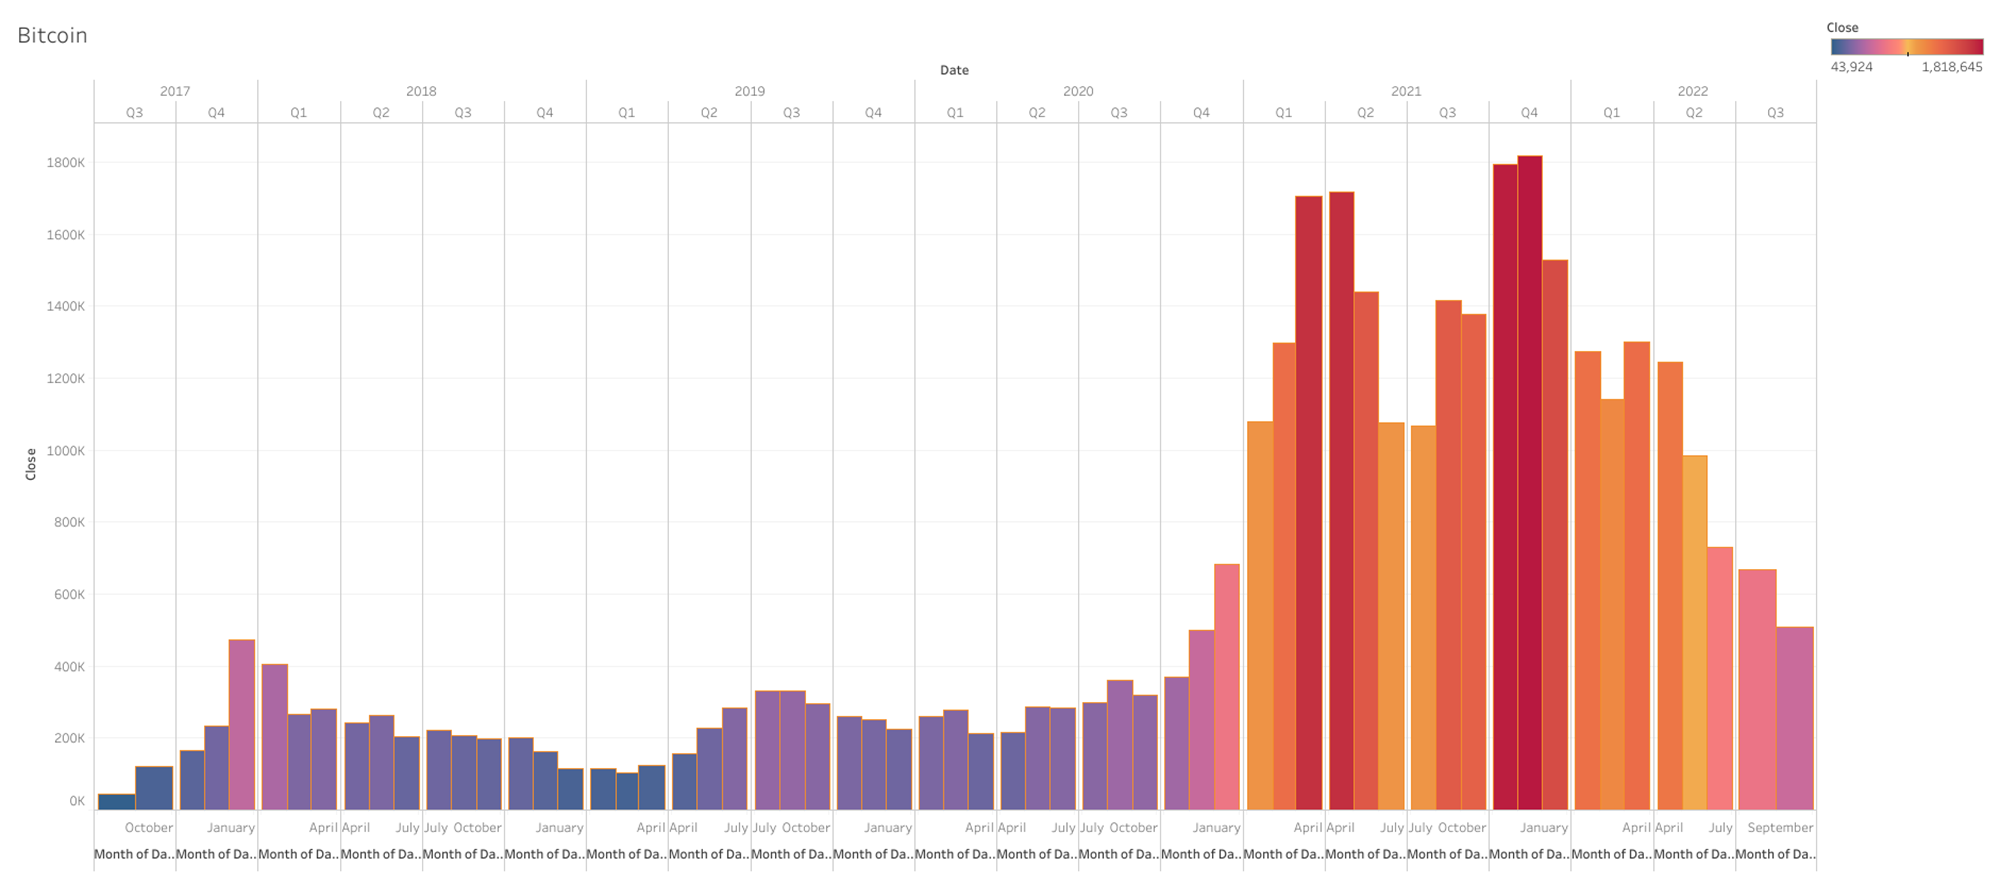 Bitcoin
Close
43,924 1,818,645
Date
2017 2018 2019 2020 2021 2022
Q3 Q4 Q1 Q2 Q3 Q4 Q1 Q2 Q3 Q4 Q1 Q2 Q3 Q4 Q1 Q2 Q3 Q4 Q1 Q2 Q3
1800K
1600K
1400K
1200K
1000K
800K
600K
400K
200K
0K
Close
October January April April July July October January April April July July October January April April July July October January April April July July October January April April July September
Month of Da.. Month of Da.. Month of Da.. Month of Da.. Month of Da.. Month of Da.. Month of Da.. Month of Da.. Month of Da.. Month of Da.. Month of Da.. Month of Da.. Month of Da.. Month of Da.. Month of Da.. Month of Da.. Month of Da.. Month of Da.. Month of Da.. Month of Da.. Month of Da..